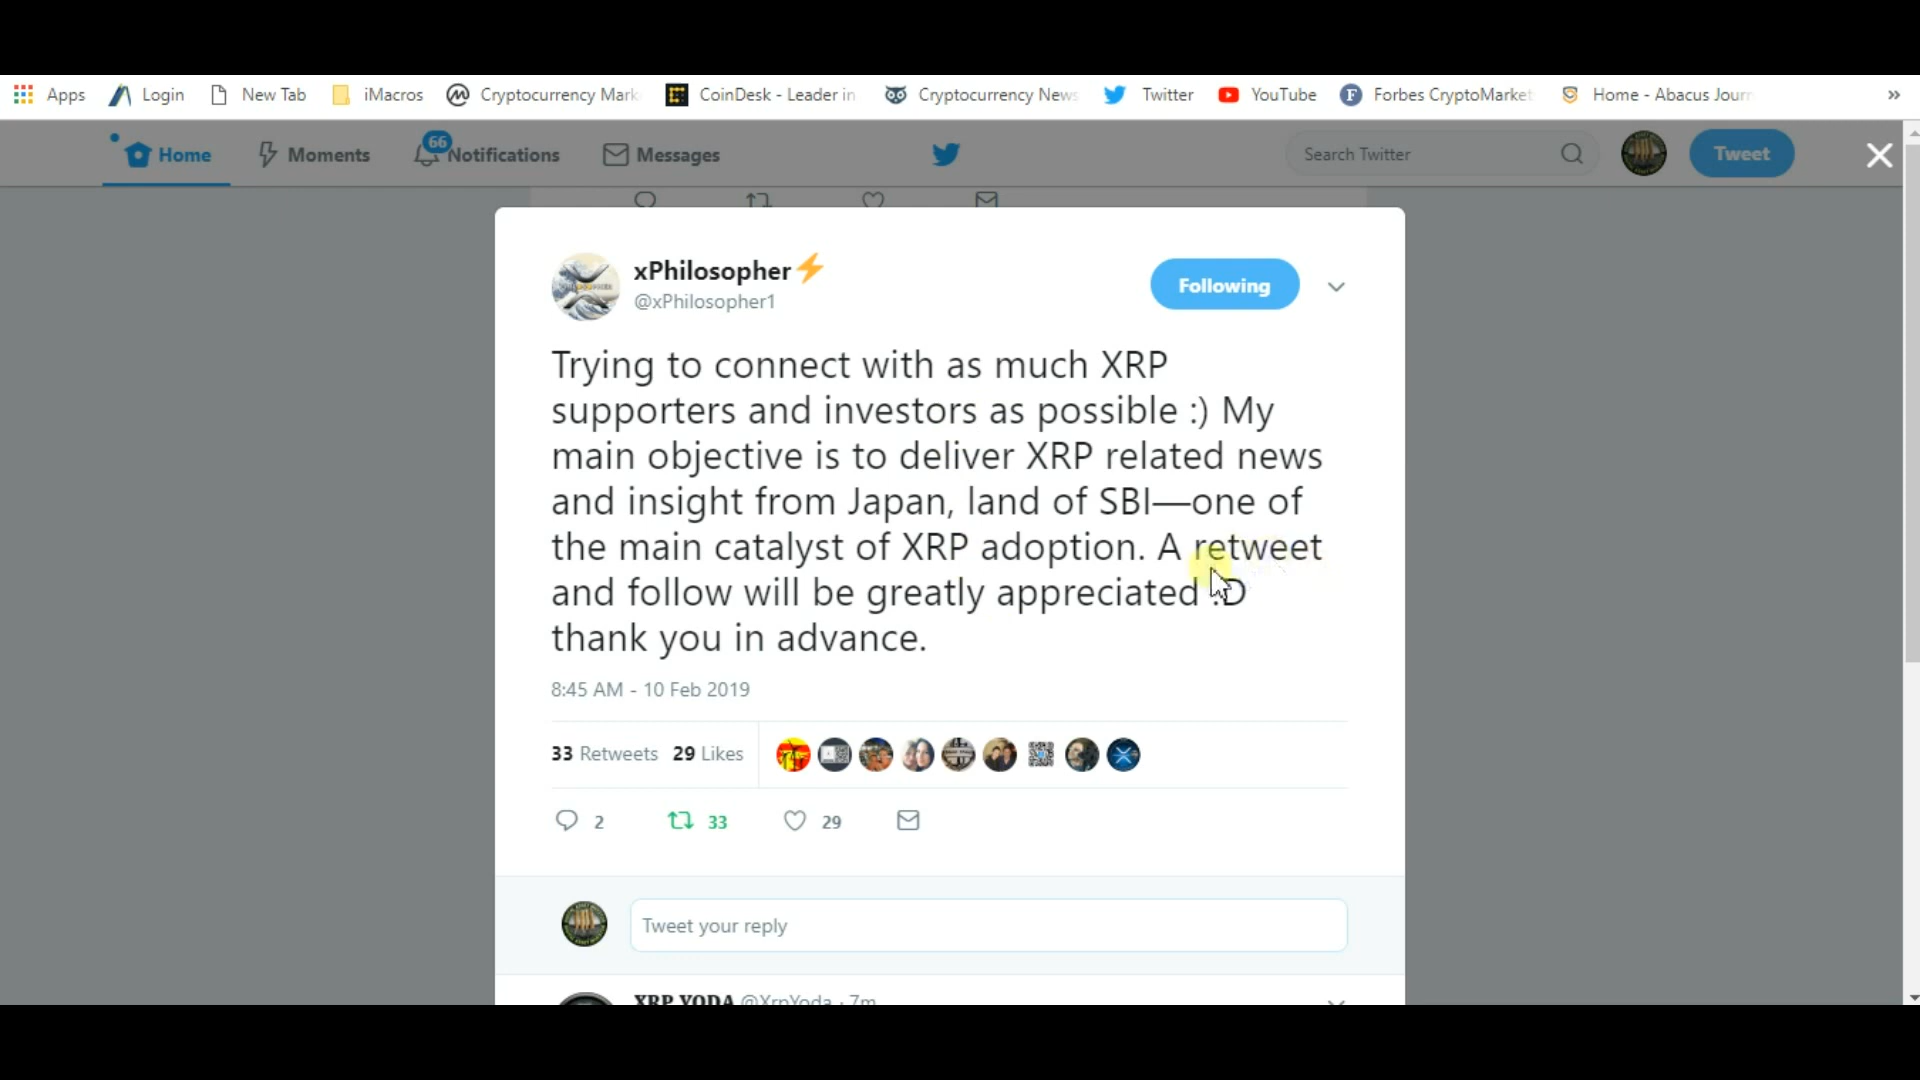 Apps Login New Tab iMacros Cryptocurrency Mark CoinDesk - Leader in Cryptocurrency News Twitter YouTube Forbes CryptoMarket Home - Abacus Journ »
Home Moments 66 Notifications Messages Search Twitter Tweet
xPhilosopher⚡
@xPhilosopher1
Following
Trying to connect with as much XRP
supporters and investors as possible :) My
main objective is to deliver XRP related news
and insight from Japan, land of SBI—one of
the main catalyst of XRP adoption. A retweet
and follow will be greatly appreciated :D
thank you in advance.
8:45 AM - 10 Feb 2019
33 Retweets 29 Likes
2 33 29
Tweet your reply
XRP YODA @XrpYoda · 7m